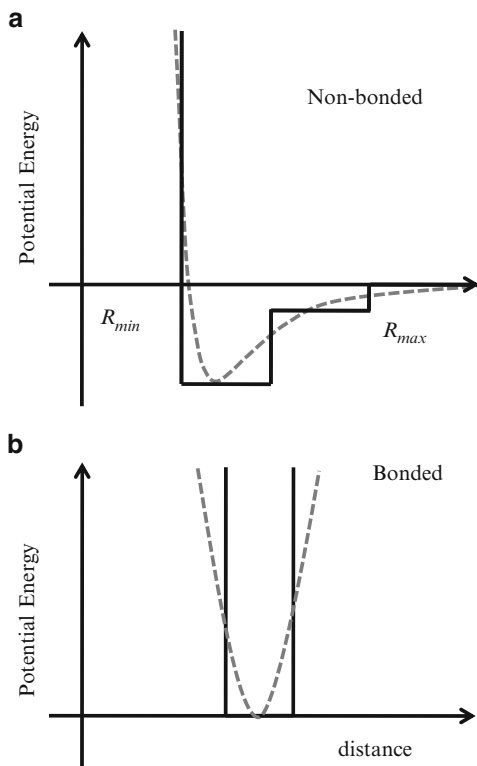 a
Non-bonded
Potential Energy
R_min
R_max
b
Bonded
Potential Energy
distance